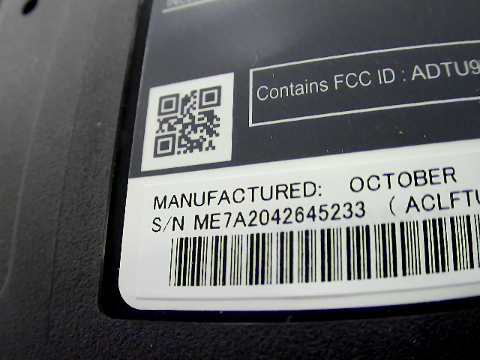 Contains FCC ID : ADTU9
MANUFACTURED: OCTOBER
S/N ME7A2042645233 ( ACLFTU